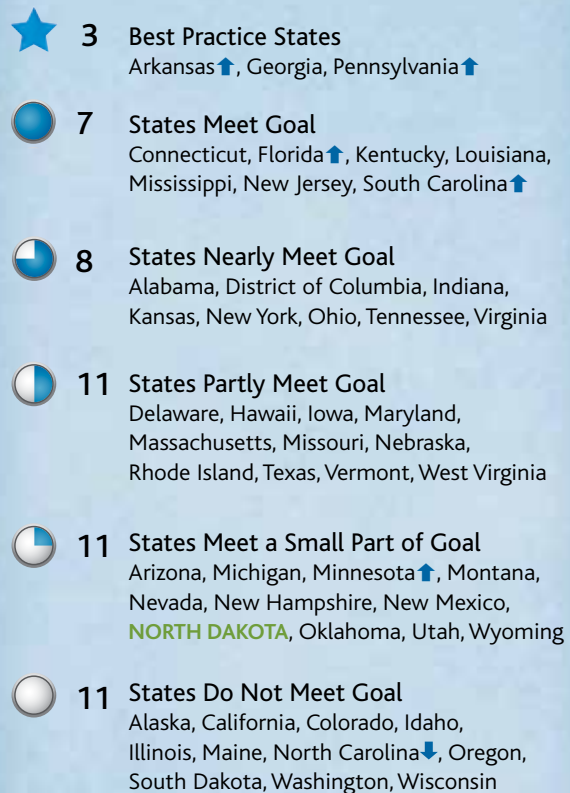 3 Best Practice States
Arkansas⬆, Georgia, Pennsylvania⬆
7 States Meet Goal
Connecticut, Florida⬆, Kentucky, Louisiana,
Mississippi, New Jersey, South Carolina⬆
8 States Nearly Meet Goal
Alabama, District of Columbia, Indiana,
Kansas, New York, Ohio, Tennessee, Virginia
11 States Partly Meet Goal
Delaware, Hawaii, Iowa, Maryland,
Massachusetts, Missouri, Nebraska,
Rhode Island, Texas, Vermont, West Virginia
11 States Meet a Small Part of Goal
Arizona, Michigan, Minnesota⬆, Montana,
Nevada, New Hampshire, New Mexico,
NORTH DAKOTA, Oklahoma, Utah, Wyoming
11 States Do Not Meet Goal
Alaska, California, Colorado, Idaho,
Illinois, Maine, North Carolina⬇, Oregon,
South Dakota, Washington, Wisconsin